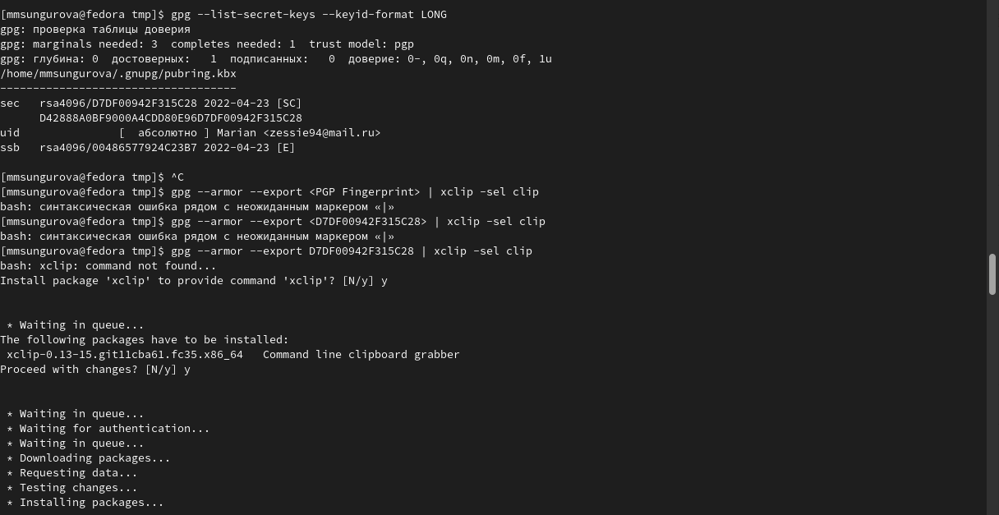 [mmsungurova@fedora tmp]$ gpg --list-secret-keys --keyid-format LONG
gpg: проверка таблицы доверия
gpg: marginals needed: 3  completes needed: 1  trust model: pgp
gpg: глубина: 0  достоверных:   1  подписанных:   0  доверие: 0-, 0q, 0n, 0m, 0f, 1u
/home/mmsungurova/.gnupg/pubring.kbx
------------------------------------
sec   rsa4096/D7DF00942F315C28 2022-04-23 [SC]
      D42888A0BF9000A4CDD80E96D7DF00942F315C28
uid               [  абсолютно ] Marian <zessie94@mail.ru>
ssb   rsa4096/00486577924C23B7 2022-04-23 [E]
[mmsungurova@fedora tmp]$ ^C
[mmsungurova@fedora tmp]$ gpg --armor --export <PGP Fingerprint> | xclip -sel clip
bash: синтаксическая ошибка рядом с неожиданным маркером «|»
[mmsungurova@fedora tmp]$ gpg --armor --export <D7DF00942F315C28> | xclip -sel clip
bash: синтаксическая ошибка рядом с неожиданным маркером «|»
[mmsungurova@fedora tmp]$ gpg --armor --export D7DF00942F315C28 | xclip -sel clip
bash: xclip: command not found...
Install package 'xclip' to provide command 'xclip'? [N/y] y
 * Waiting in queue...
The following packages have to be installed:
 xclip-0.13-15.git11cba61.fc35.x86_64   Command line clipboard grabber
Proceed with changes? [N/y] y
 * Waiting in queue...
 * Waiting for authentication...
 * Waiting in queue...
 * Downloading packages...
 * Requesting data...
 * Testing changes...
 * Installing packages...